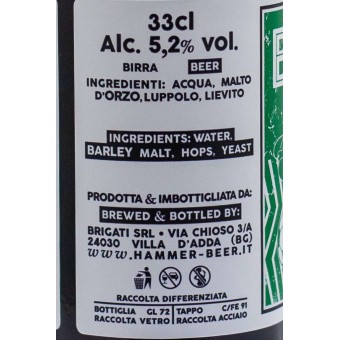 33cl
Alc. 5,2% vol.
BIRRA BEER
INGREDIENTI: ACQUA, MALTO
D'ORZO, LUPPOLO, LIEVITO
INGREDIENTS: WATER,
BARLEY MALT, HOPS, YEAST
PRODOTTA & IMBOTTIGLIATA DA:
BREWED & BOTTLED BY:
BRIGATI SRL • VIA CHIOSO 3/A
24030 VILLA D'ADDA (BG)
WWW.HAMMER-BEER.IT
RACCOLTA DIFFERENZIATA
BOTTIGLIA GL 72 TAPPO C/FE 91
RACCOLTA VETRO RACCOLTA ACCIAIO